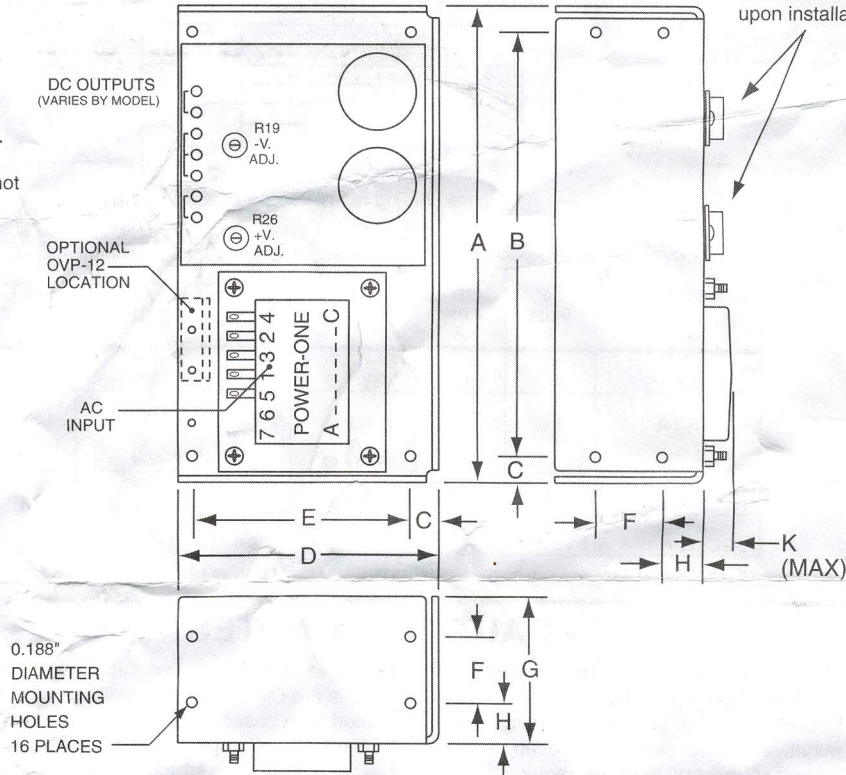 upon installa
DC OUTPUTS
(VARIES BY MODEL)
R19
-V.
ADJ.
not
R26
+V.
ADJ.
A
B
OPTIONAL
OVP-12
LOCATION
7 6 5 1 3 2 4
POWER-ONE
A ------- C
AC
INPUT
C
E
C
D
F
H
K
(MAX)
0.188"
DIAMETER
MOUNTING
HOLES
16 PLACES
F
H
G